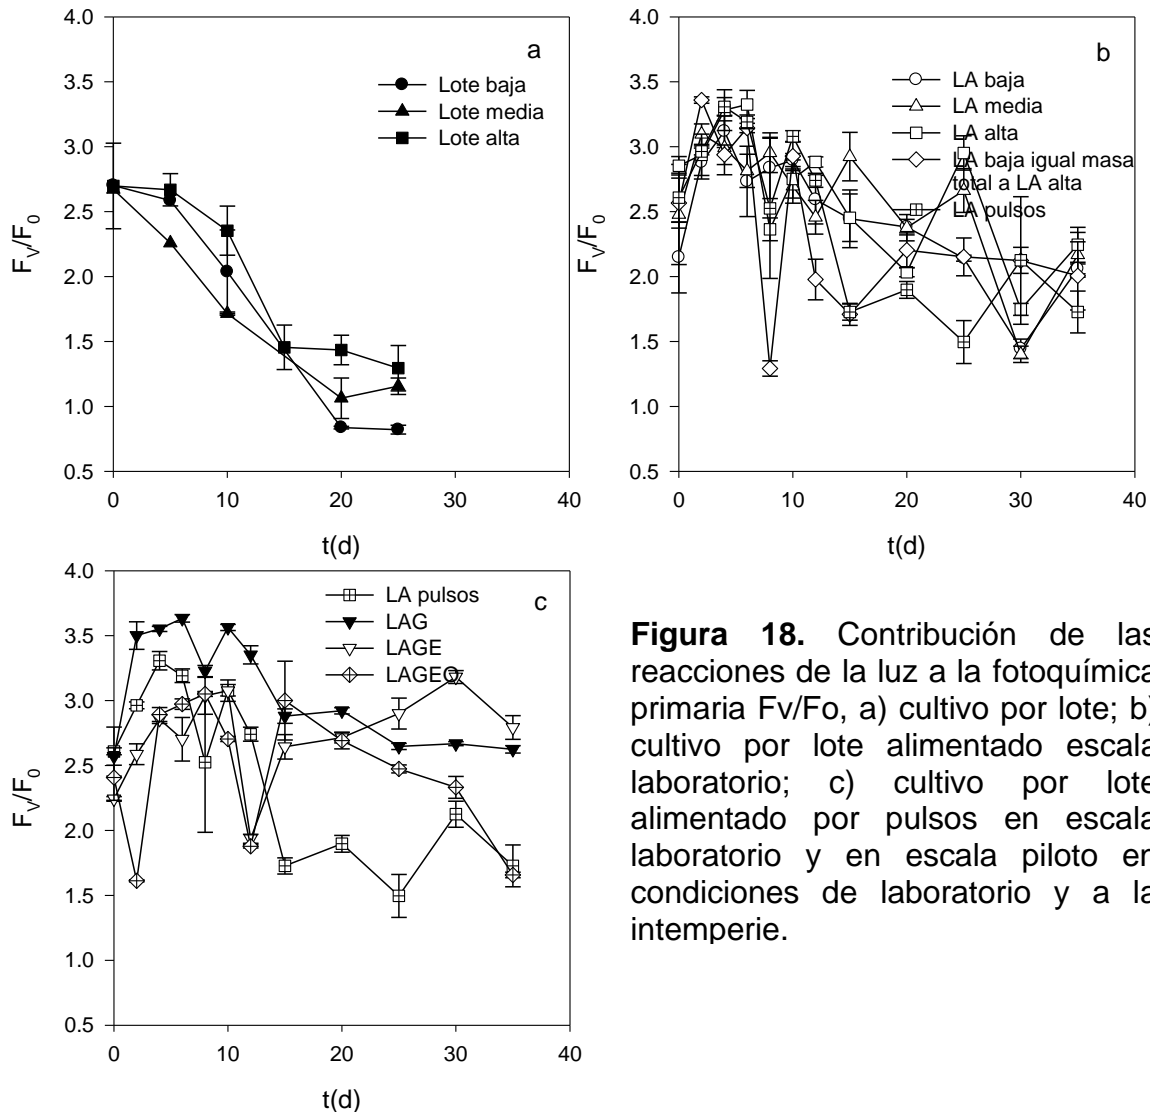 4.0
3.5
3.0
2.5
2.0
1.5
1.0
0.5
FV/F0
0 10 20 30 40
t(d)
a
Lote baja
Lote media
Lote alta
4.0
3.5
3.0
2.5
2.0
1.5
1.0
0.5
FV/F0
0 10 20 30 40
t(d)
b
LA baja
LA media
LA alta
LA baja igual masa
total a LA alta
LA pulsos
4.0
3.5
3.0
2.5
2.0
1.5
1.0
0.5
FV/F0
0 10 20 30 40
t(d)
c
LA pulsos
LAG
LAGE
LAGEO
Figura 18. Contribución de las
reacciones de la luz a la fotoquímica
primaria Fv/Fo, a) cultivo por lote; b)
cultivo por lote alimentado escala
laboratorio; c) cultivo por lote
alimentado por pulsos en escala
laboratorio y en escala piloto en
condiciones de laboratorio y a la
intemperie.